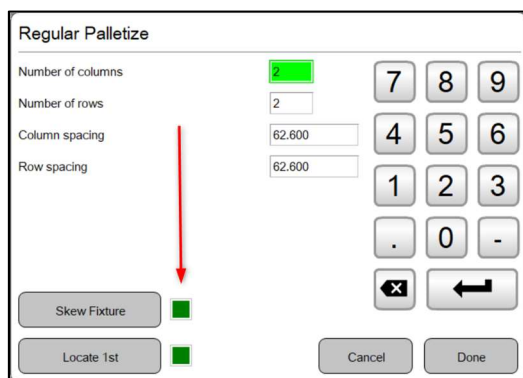 Regular Palletize
Number of columns 2
Number of rows 2
Column spacing 62.600
Row spacing 62.600
7 8 9
4 5 6
1 2 3
. 0 -
Skew Fixture
Locate 1st
Cancel Done